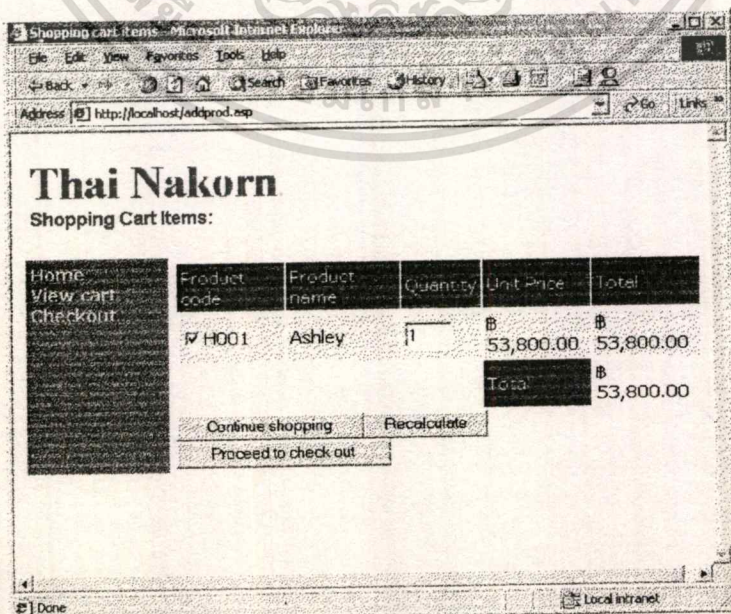 Shopping cart items - Microsoft Internet Explorer
File Edit View Favorites Tools Help
Back Search Favorites History
Address http://localhost/addprod.asp Go Links »
Thai Nakorn
Shopping Cart Items:
Home
View cart
Checkout
Product code Product name Quantity Unit Price Total
H001 Ashley 1 ฿ 53,800.00 ฿ 53,800.00
Total ฿ 53,800.00
Continue shopping Recalculate
Proceed to check out
Done Local intranet